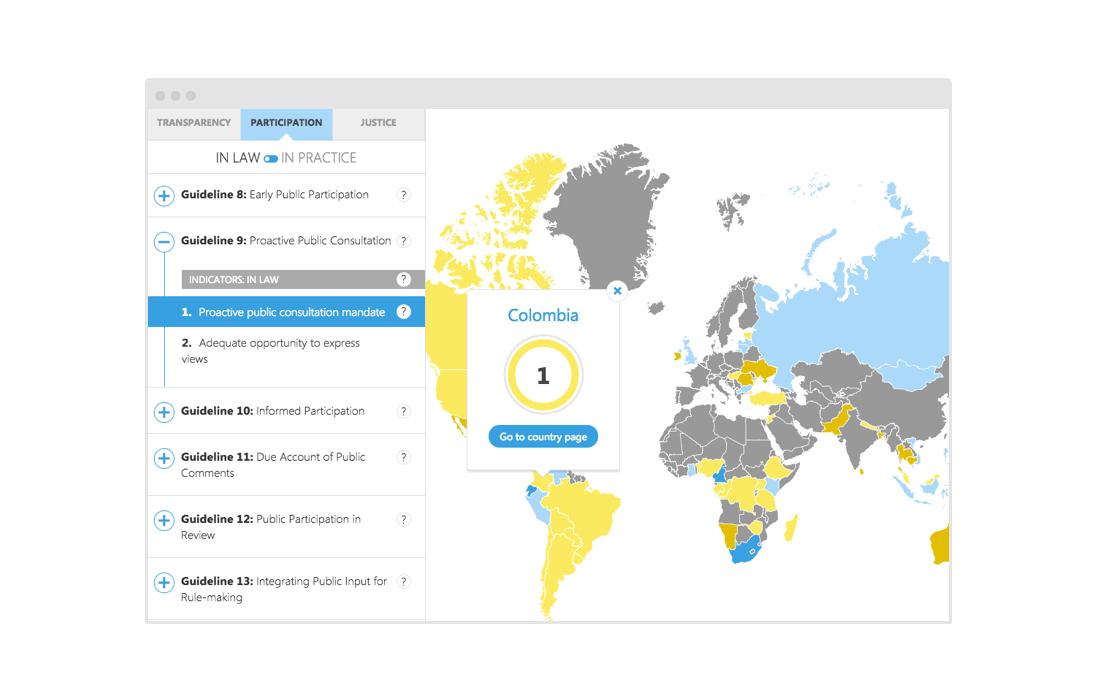 TRANSPARENCY PARTICIPATION JUSTICE
IN LAW IN PRACTICE
Guideline 8: Early Public Participation ?
Guideline 9: Proactive Public Consultation ?
INDICATORS: IN LAW ?
1. Proactive public consultation mandate ?
2. Adequate opportunity to express
views
Guideline 10: Informed Participation ?
Guideline 11: Due Account of Public ?
Comments
Guideline 12: Public Participation in ?
Review
Guideline 13: Integrating Public Input for ?
Rule-making
Colombia
1
Go to country page